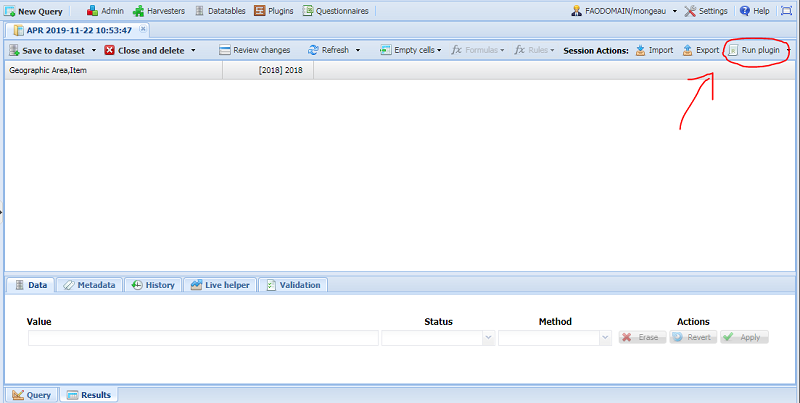 New Query Admin Harvesters Datatables Plugins Questionnaires FAODOMAIN/mongeau Settings Help
APR 2019-11-22 10:53:47
Save to dataset Close and delete Review changes Refresh Empty cells fx Formulas fx Rules Session Actions: Import Export Run plugin
Geographic Area,Item [2018] 2018
Data Metadata History Live helper Validation
Value Status Method Actions
Erase Revert Apply
Query Results